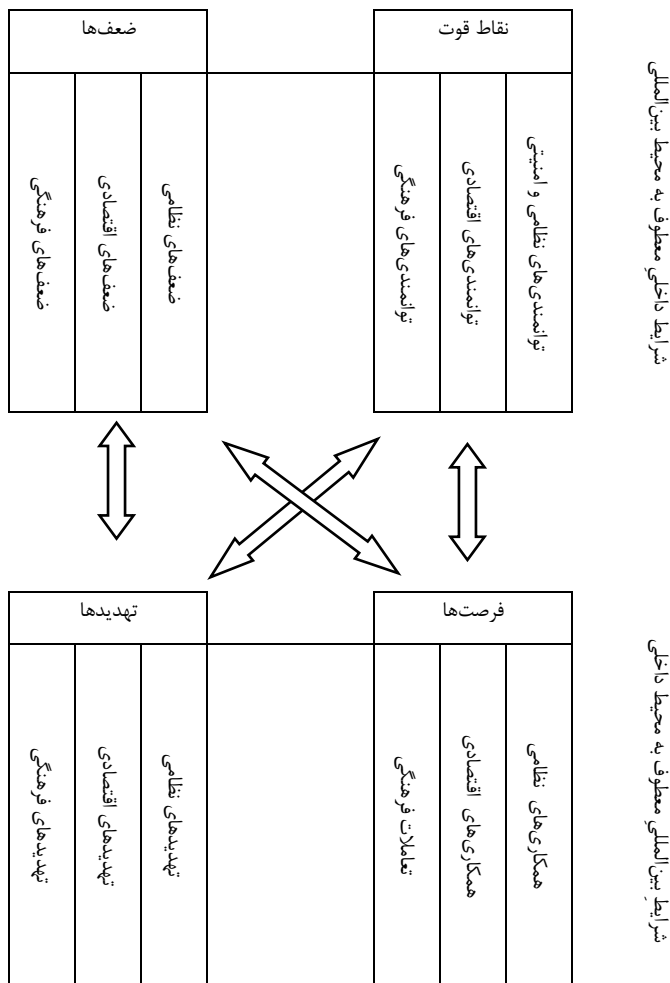 شرایط داخلیِ معطوف به محیط بین‌المللی
نقاط قوت
توانمندی‌های نظامی و امنیتی
توانمندی‌های اقتصادی
توانمندی‌های فرهنگی
ضعف‌ها
ضعف‌های نظامی
ضعف‌های اقتصادی
ضعف‌های فرهنگی
شرایطِ بین‌المللیِ معطوف به محیط داخلی
فرصت‌ها
همکاری‌های نظامی
همکاری‌های اقتصادی
تعاملات فرهنگی
تهدیدها
تهدیدهای نظامی
تهدیدهای اقتصادی
تهدیدهای فرهنگی